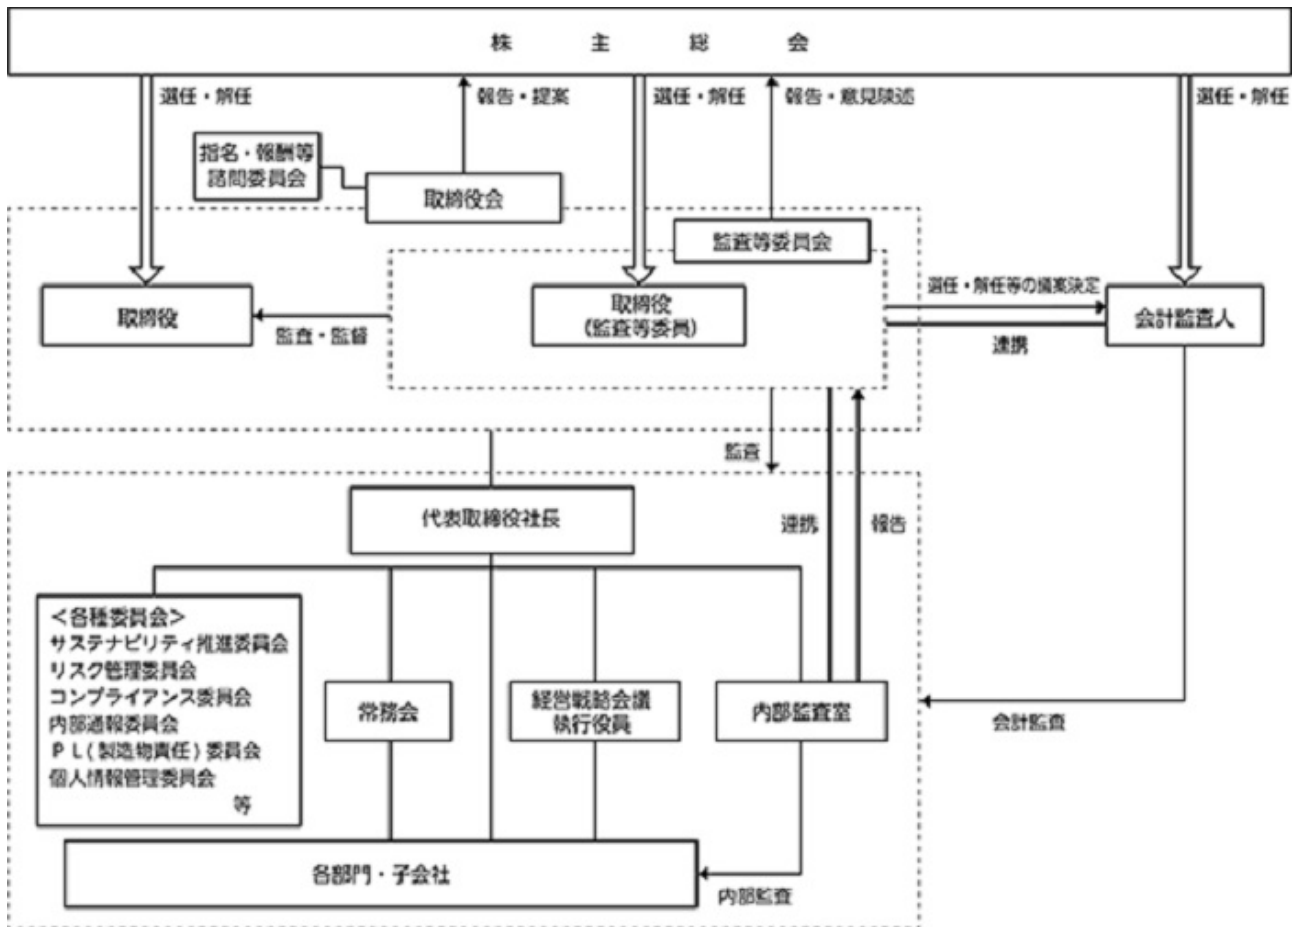 株主総会
選任・解任
報告・提案
選任・解任
報告・意見陳述
選任・解任
指名・報酬等
諮問委員会
取締役会
監査等委員会
取締役
監査・監督
取締役
(監査等委員)
選任・解任等の議案決定
会計監査人
連携
監査
代表取締役社長
連携
報告
＜各種委員会＞
サステナビリティ推進委員会
リスク管理委員会
コンプライアンス委員会
内部通報委員会
ＰＬ(製造物責任)委員会
個人情報管理委員会
等
常務会
経営戦略会議
執行役員
内部監査室
会計監査
各部門・子会社
内部監査